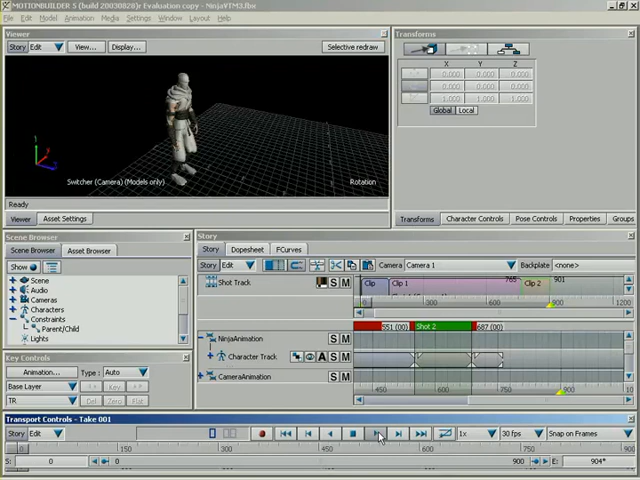 MOTIONBUILDER 5 (build 20030828)r Evaluation copy - Ninja\TM3.fbx
File Edit Model Animation Media Settings Window Layout Help
Viewer
Story Edit View... Display... Selective redraw
Switcher (Camera) (Models only) Rotation
Ready
Viewer Asset Settings
Transforms
X Y Z
0.000 0.000 0.000
0.000 0.000 0.000
1.000 1.000 1.000
Global Local
Transforms Character Controls Pose Controls Properties Groups
Scene Browser
Scene Browser Asset Browser
Show
Scene
Audio
Cameras
Characters
Constraints
Parent/Child
Lights
Key Controls
Animation... Type : Auto
Base Layer Key
TR Del Zero Flat
Story
Story Dopesheet FCurves
Story Edit Camera Camera 1 Backplate <none>
Shot Track S M Clip Clip 1 765 Clip 2 901
0 300 600 900 1200
551 (00) Shot 2 687 (00)
NinjaAnimation S M
Character Track A S M
CameraAnimation S M
450 600 750 900
Transport Controls - Take 001
Story Edit 1x 30 fps Snap on Frames
150 300 450 600 750 900
S: 0 0 900 E: 904*